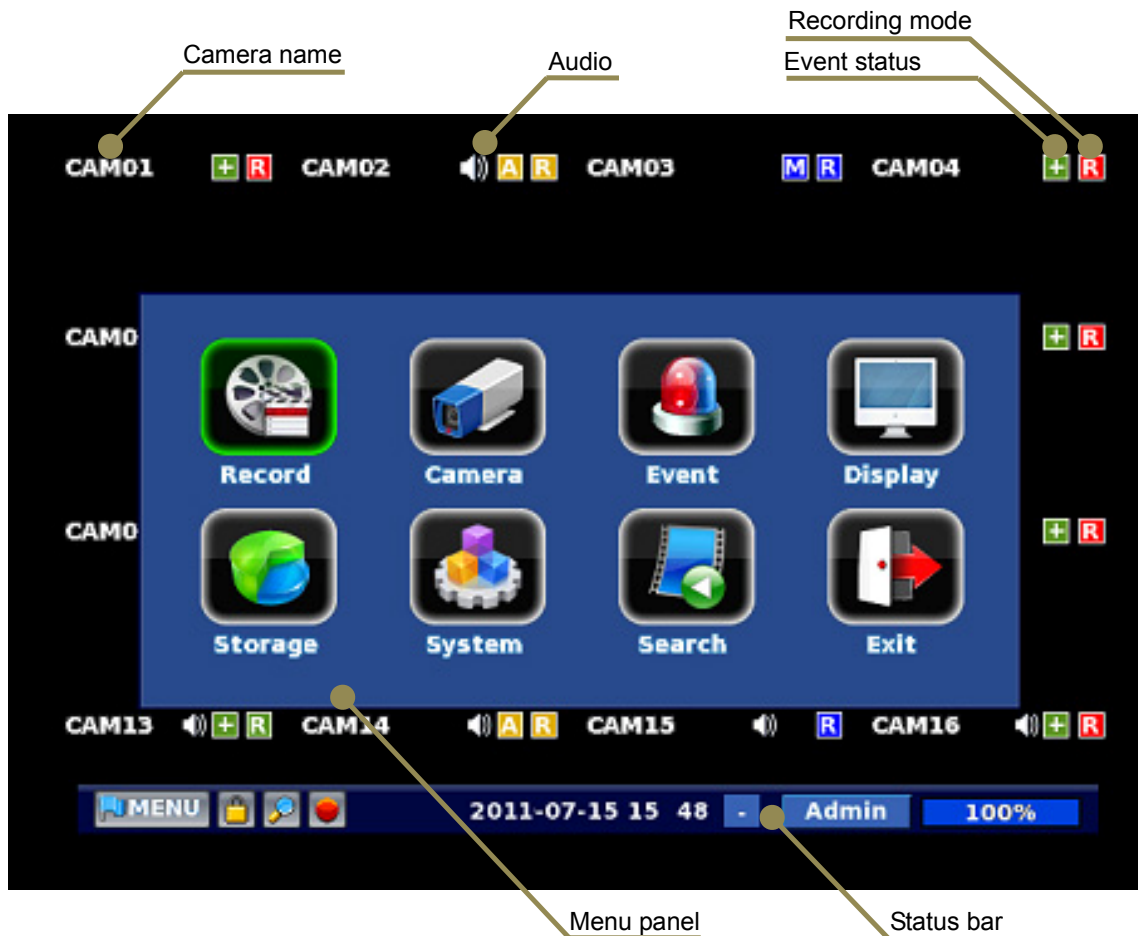 Recording mode
Camera name
Audio
Event status
CAM01 + R CAM02 A R CAM03 M R CAM04 + R
CAM0 + R
Record Camera Event Display
CAM0 + R
Storage System Search Exit
CAM13 + R CAM14 A R CAM15 R CAM16 + R
MENU 2011-07-15 15 48 - Admin 100%
Menu panel Status bar